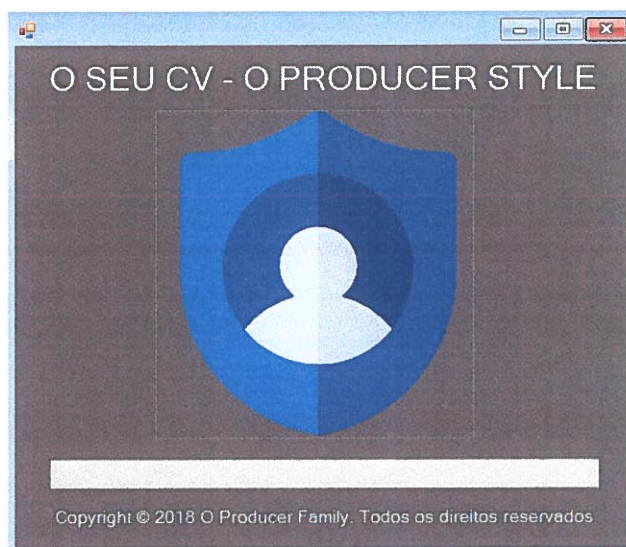 O SEU CV - O PRODUCER STYLE
Copyright © 2018 O Producer Family. Todos os direitos reservados